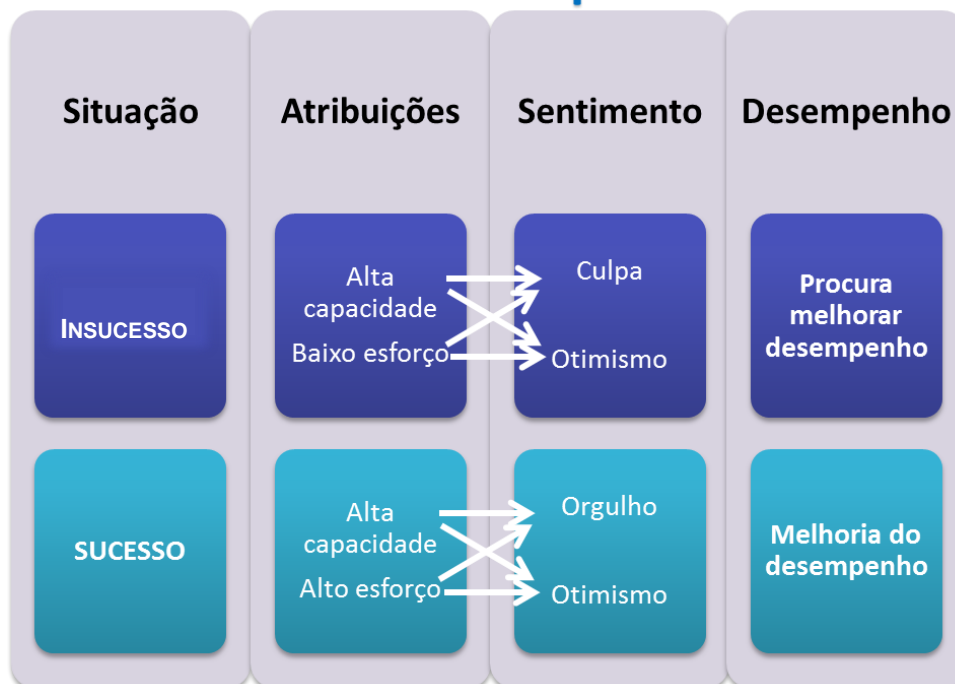 Situação
Atribuições
Sentimento
Desempenho
INSUCESSO
Alta
capacidade
Baixo esforço
Culpa
Otimismo
Procura
melhorar
desempenho
SUCESSO
Alta
capacidade
Alto esforço
Orgulho
Otimismo
Melhoria do
desempenho